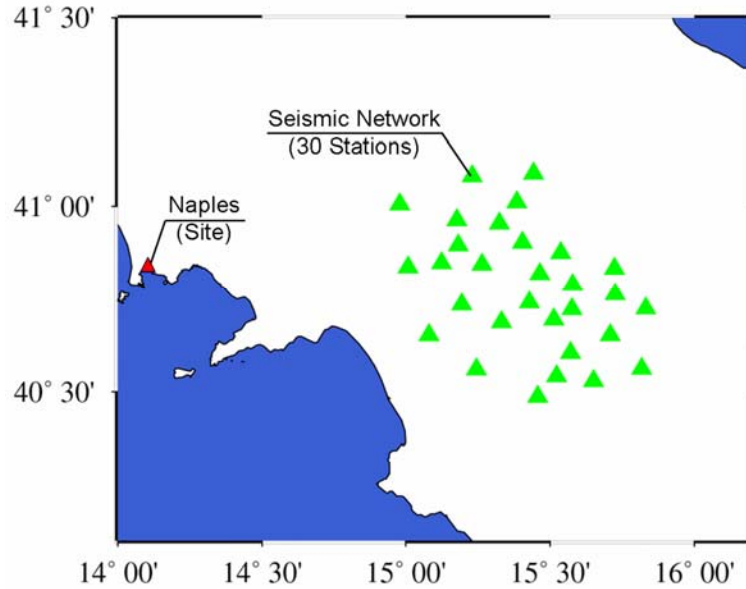 41° 30'
Seismic Network
(30 Stations)
41° 00'
Naples
(Site)
40° 30'
14° 00' 14° 30' 15° 00' 15° 30' 16° 00'